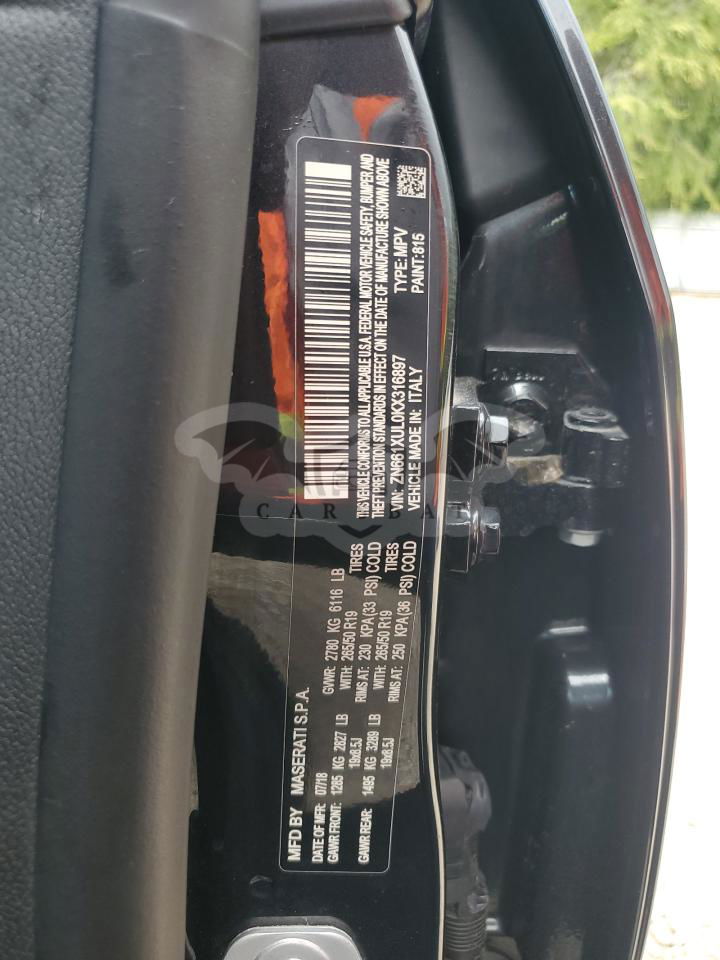 MFD BY MASERATI S.P.A.
DATE OF MFR: 07/18 GVWR: 2780 KG 6116 LB
GAWR FRONT: 1285 KG 2827 LB WITH: 265/50 R19 TIRES
19x8.5J RIMS AT: 230 KPA (33 PSI) COLD
GAWR REAR: 1495 KG 3289 LB WITH: 265/50 R19 TIRES
19x8.5J RIMS AT: 250 KPA (36 PSI) COLD
THIS VEHICLE CONFORMS TO ALL APPLICABLE U.S.A. FEDERAL MOTOR VEHICLE SAFETY, BUMPER AND
THEFT PREVENTION STANDARDS IN EFFECT ON THE DATE OF MANUFACTURE SHOWN ABOVE
VIN: ZN661XUL0KX316897 TYPE: MPV
VEHICLE MADE IN: ITALY PAINT: 815
CAR BAT